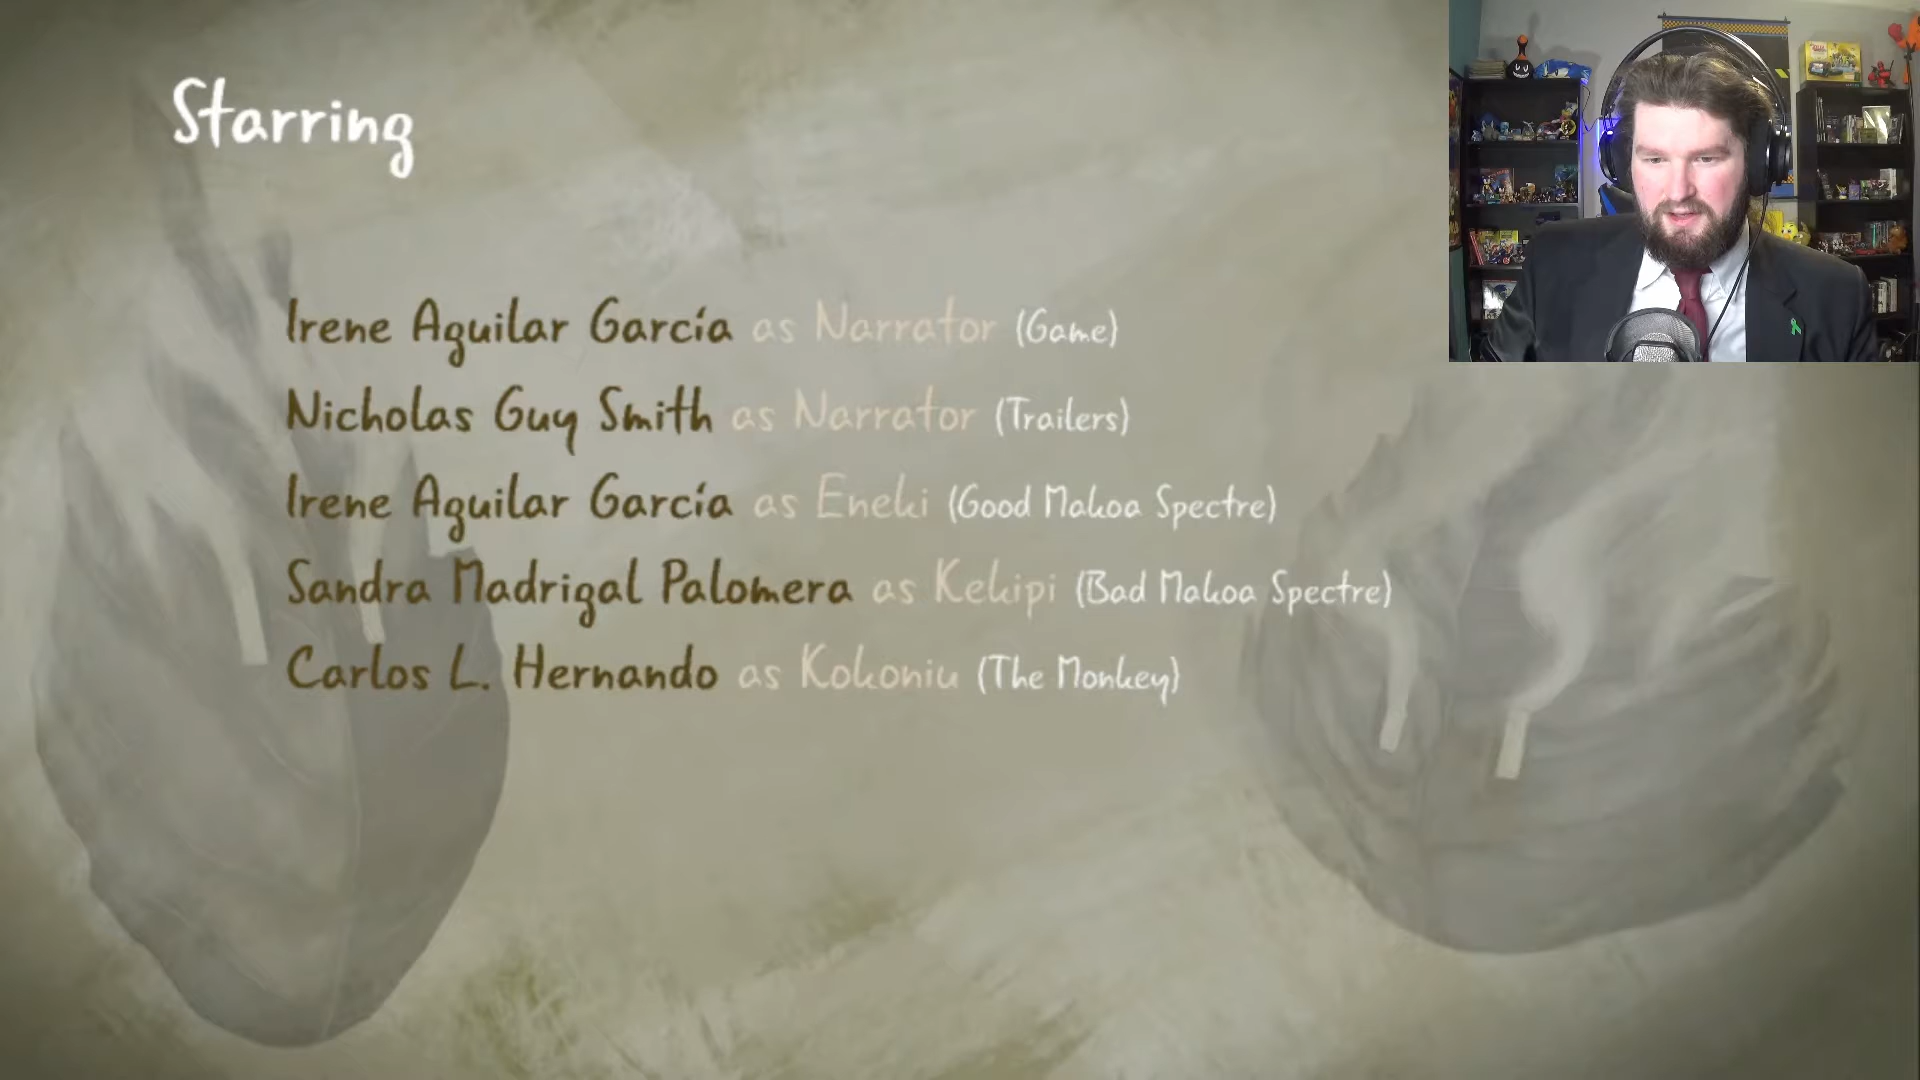 Starring
Irene Aguilar García as Narrator (Game)
Nicholas Guy Smith as Narrator (Trailers)
Irene Aguilar García as Eneki (Good Makoa Spectre)
Sandra Madrigal Palomera as Kekipi (Bad Makoa Spectre)
Carlos L. Hernando as Kokoniu (The Monkey)